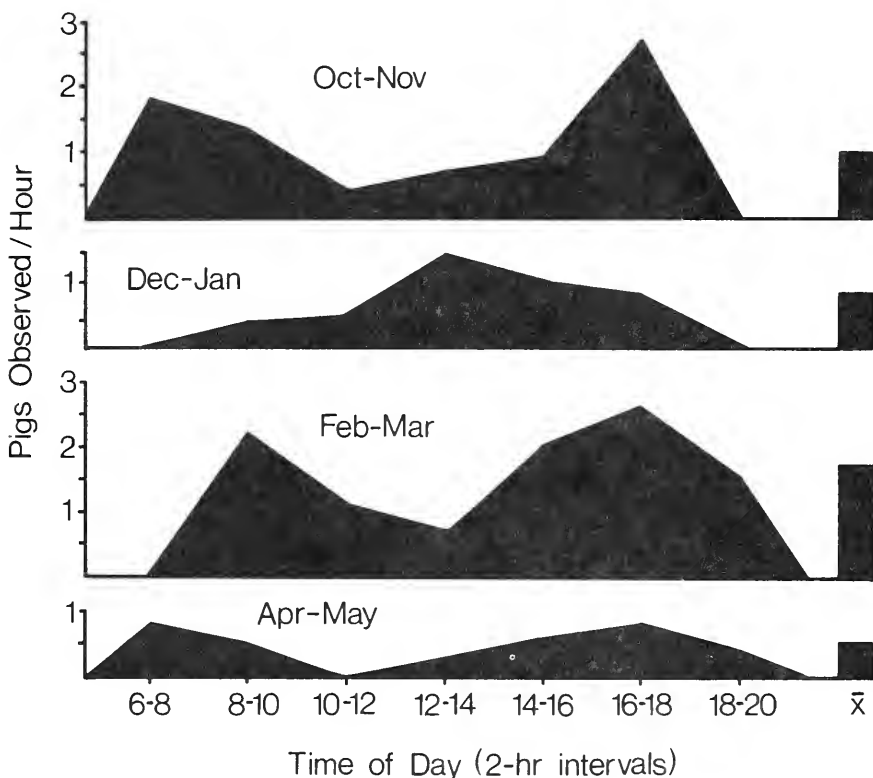 3
Oct-Nov
2
1
Dec-Jan
1
3
Feb-Mar
2
1
Apr-May
1
Pigs Observed / Hour
6-8 8-10 10-12 12-14 14-16 16-18 18-20 x̄
Time of Day (2-hr intervals)